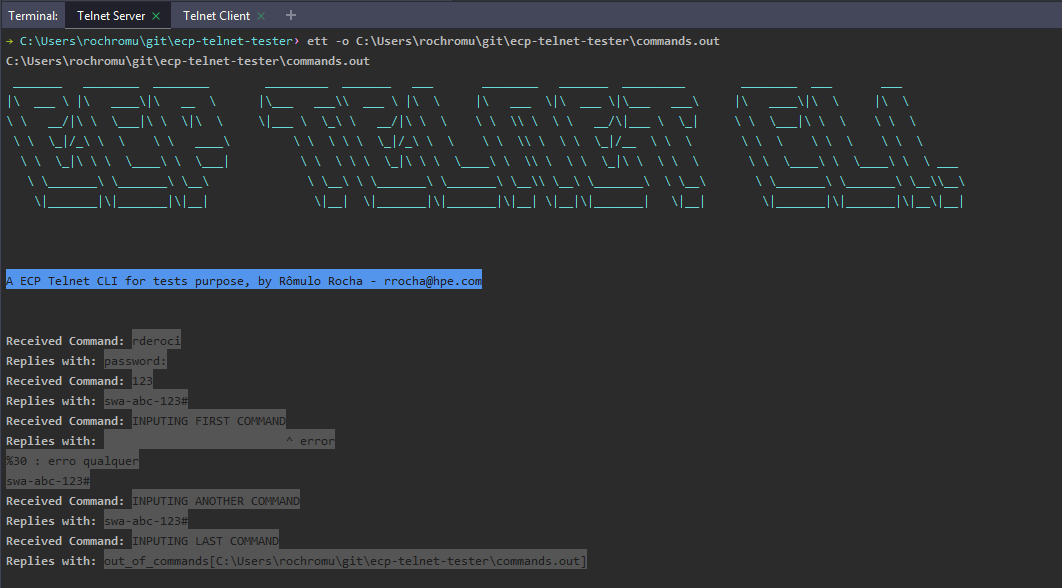 Terminal: Telnet Server × Telnet Client × +
→ C:\Users\rochromu\git\ecp-telnet-tester› ett -o C:\Users\rochromu\git\ecp-telnet-tester\commands.out
C:\Users\rochromu\git\ecp-telnet-tester\commands.out
ECP TELNET CLI
A ECP Telnet CLI for tests purpose, by Rômulo Rocha - rrocha@hpe.com
Received Command: rderoci
Replies with: password:
Received Command: 123
Replies with: swa-abc-123#
Received Command: INPUTING FIRST COMMAND
Replies with: ^ error
%30 : erro qualquer
swa-abc-123#
Received Command: INPUTING ANOTHER COMMAND
Replies with: swa-abc-123#
Received Command: INPUTING LAST COMMAND
Replies with: out_of_commands[C:\Users\rochromu\git\ecp-telnet-tester\commands.out]